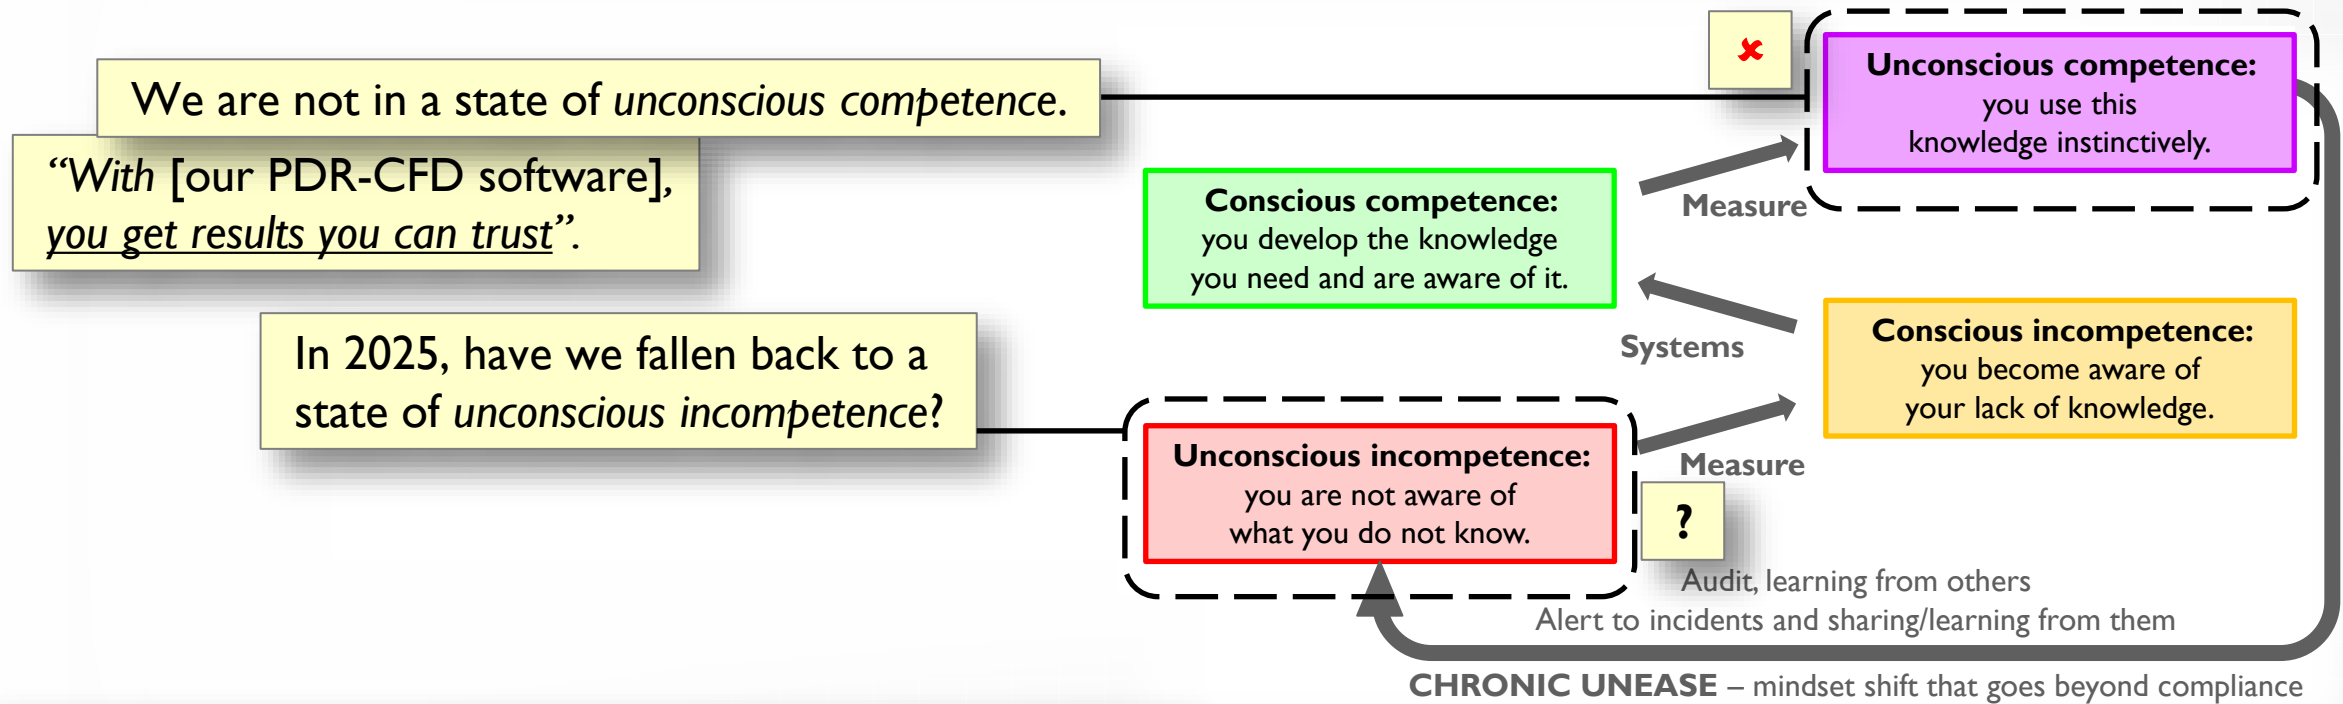 We are not in a state of unconscious competence.
“With [our PDR-CFD software],
you get results you can trust”.
In 2025, have we fallen back to a
state of unconscious incompetence?
✘
Unconscious competence:
you use this
knowledge instinctively.
Measure
Conscious competence:
you develop the knowledge
you need and are aware of it.
Systems
Conscious incompetence:
you become aware of
your lack of knowledge.
Measure
Unconscious incompetence:
you are not aware of
what you do not know.
?
Audit, learning from others
Alert to incidents and sharing/learning from them
CHRONIC UNEASE – mindset shift that goes beyond compliance